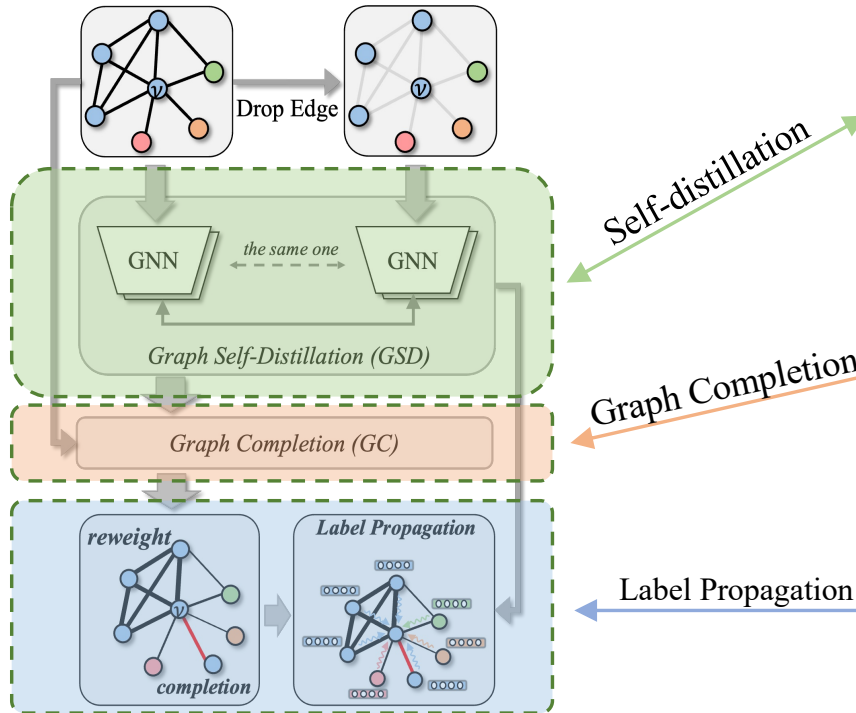 ν
Drop Edge
ν
Self-distillation
GNN
the same one
GNN
Graph Self-Distillation (GSD)
Graph Completion
Graph Completion (GC)
reweight
Label Propagation
ν
completion
Label Propagation